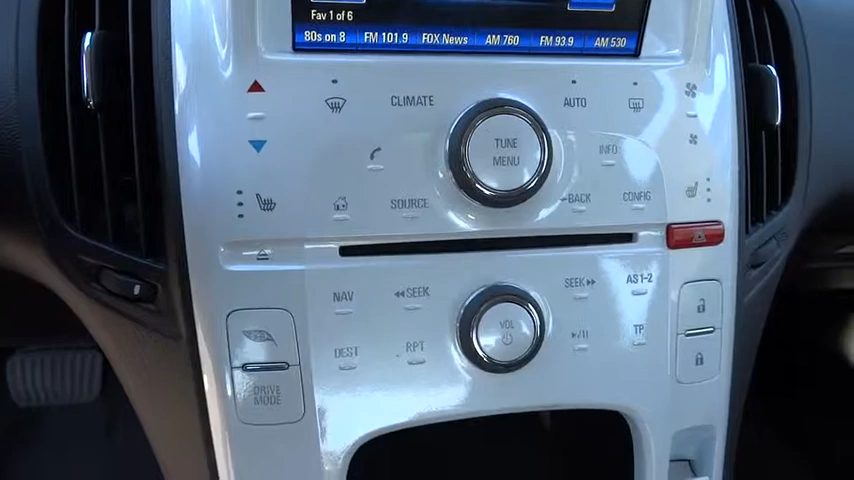 Fav 1 of 6
80s on 8 FM 101.9 FOX News AM 760 FM 93.9 AM 530
CLIMATE AUTO
TUNE
MENU
INFO
SOURCE BACK CONFIG
NAV SEEK SEEK AS 1-2
VOL
DEST RPT TP
DRIVE
MODE